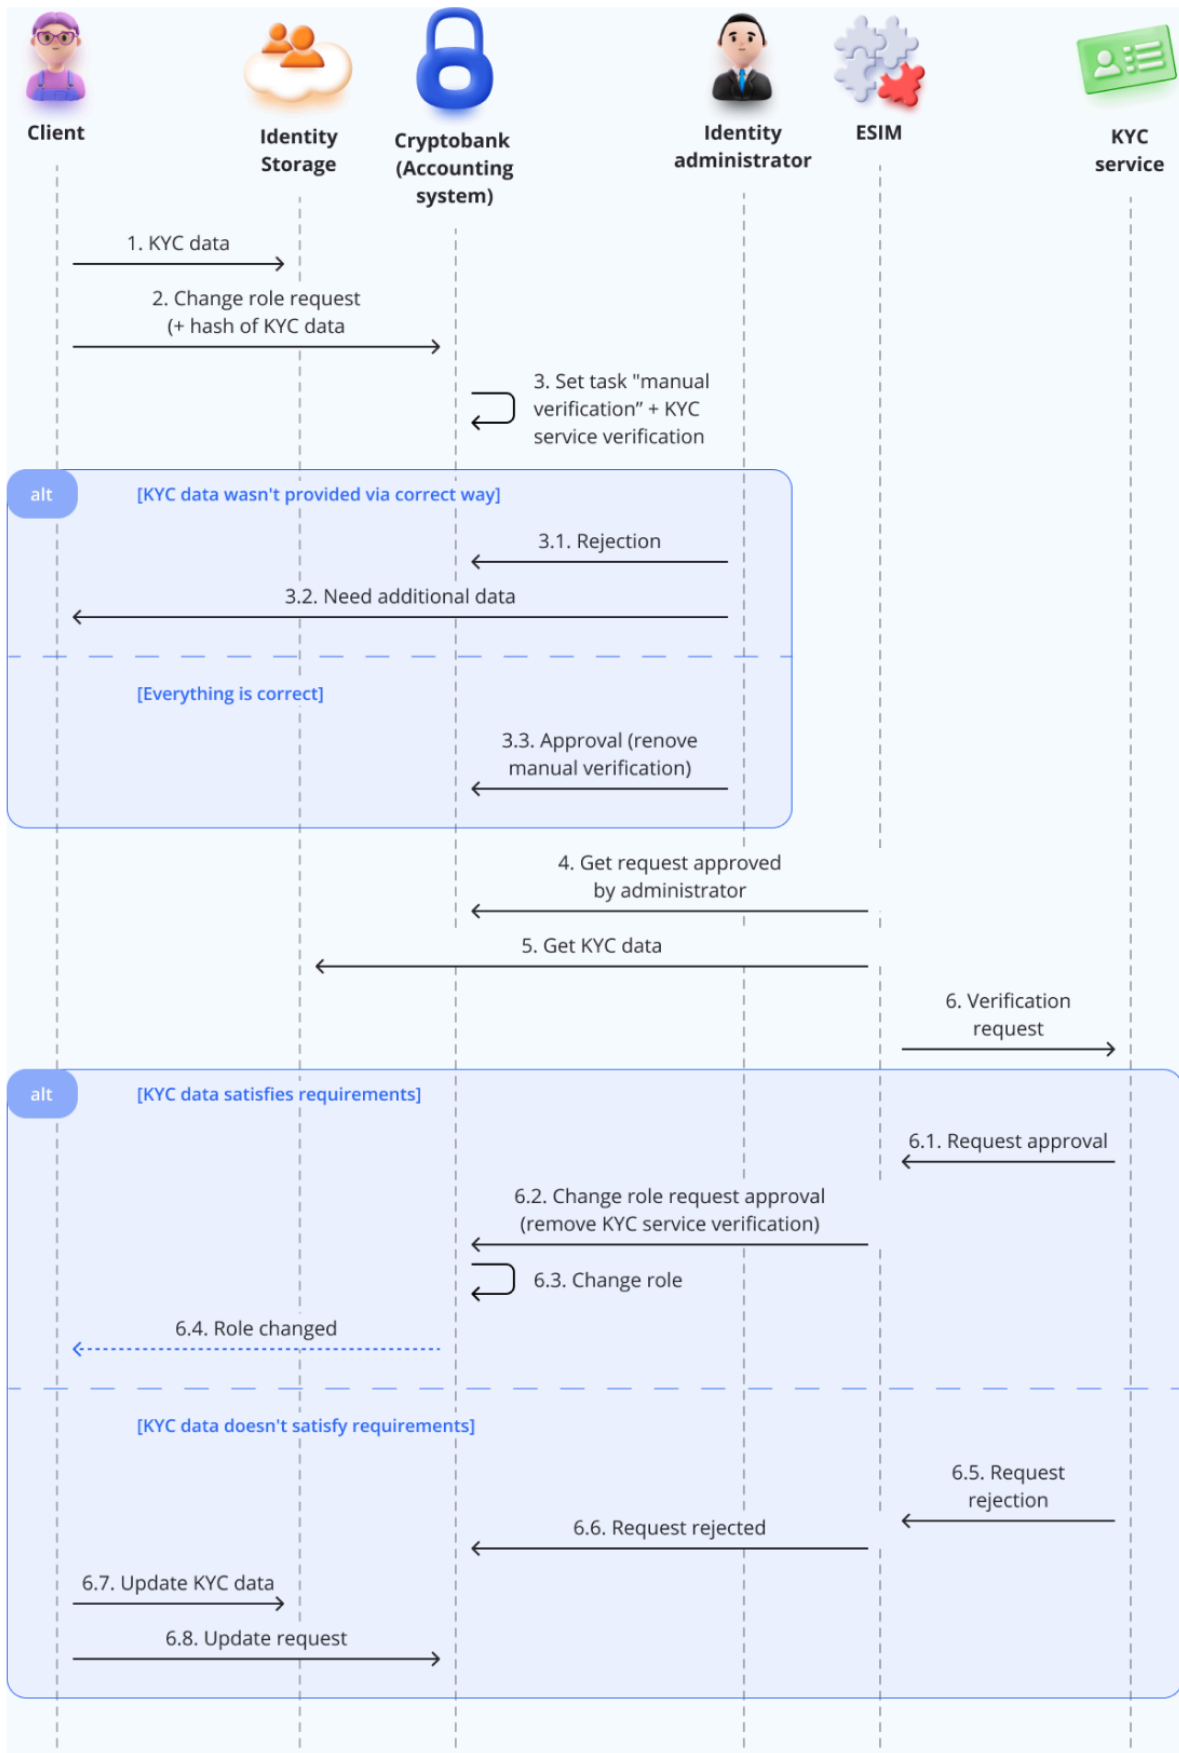 Client
Identity
Storage
Cryptobank
(Accounting
system)
Identity
administrator
ESIM
KYC
service
1. KYC data
2. Change role request
(+ hash of KYC data
3. Set task "manual
verification” + KYC
service verification
alt
[KYC data wasn't provided via correct way]
3.1. Rejection
3.2. Need additional data
[Everything is correct]
3.3. Approval (renove
manual verification)
4. Get request approved
by administrator
5. Get KYC data
6. Verification
request
alt
[KYC data satisfies requirements]
6.1. Request approval
6.2. Change role request approval
(remove KYC service verification)
6.3. Change role
6.4. Role changed
[KYC data doesn't satisfy requirements]
6.5. Request
rejection
6.6. Request rejected
6.7. Update KYC data
6.8. Update request